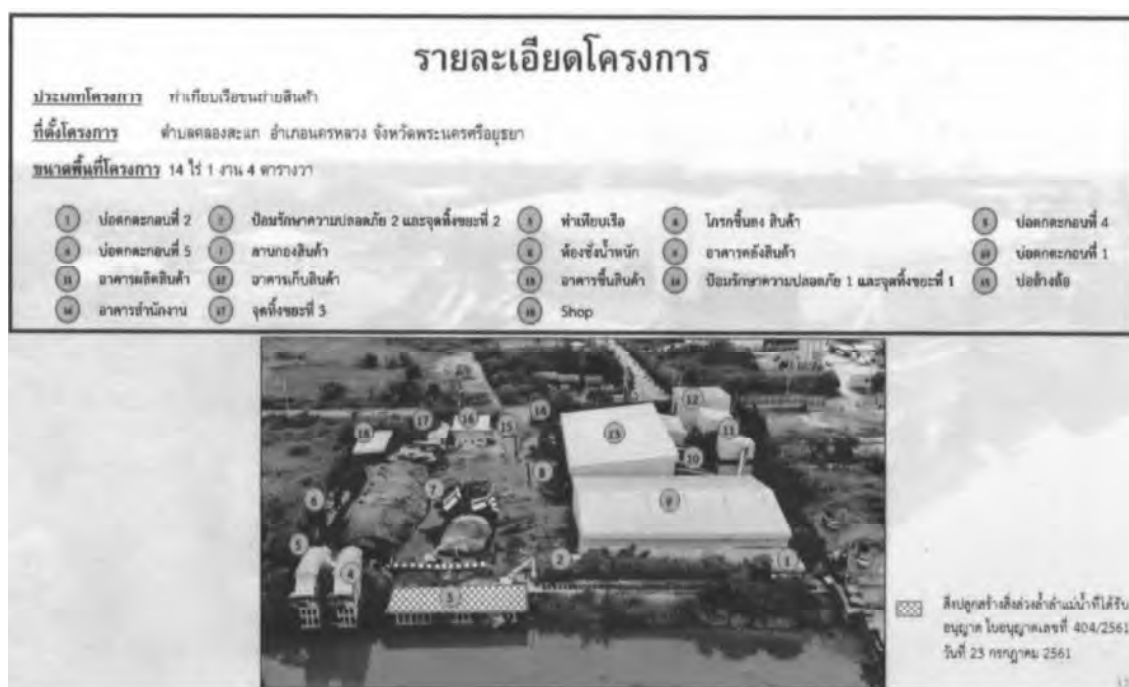 รายละเอียดโครงการ
ประเภทโครงการ ท่าเทียบเรือขนถ่ายสินค้า
ที่ตั้งโครงการ ตำบลคลองสะแก อำเภอนครหลวง จังหวัดพระนครศรีอยุธยา
ขนาดพื้นที่โครงการ 14 ไร่ 1 งาน 4 ตารางวา
1 บ่อตกตะกอนที่ 2 2 ป้อมรักษาความปลอดภัย 2 และจุดทิ้งขยะที่ 2 3 ท่าเทียบเรือ 4 โกรกขึ้นลง สินค้า 5 บ่อตกตะกอนที่ 4
6 บ่อตกตะกอนที่ 5 7 ลานกองสินค้า 8 ห้องชั่งน้ำหนัก 9 อาคารคลังสินค้า 10 บ่อตกตะกอนที่ 1
11 อาคารผลิตสินค้า 12 อาคารเก็บสินค้า 13 อาคารขึ้นสินค้า 14 ป้อมรักษาความปลอดภัย 1 และจุดทิ้งขยะที่ 1 15 บ่อล้างล้อ
16 อาคารสำนักงาน 17 จุดทิ้งขยะที่ 3 18 Shop
12
14
17
16
15
13
11
18
10
8
7
6
9
5
4
2
1
3
สิ่งปลูกสร้างสิ่งล่วงล้ำลำแม่น้ำที่ได้รับ
อนุญาต ใบอนุญาตเลขที่ 404/2561
วันที่ 23 กรกฎาคม 2561